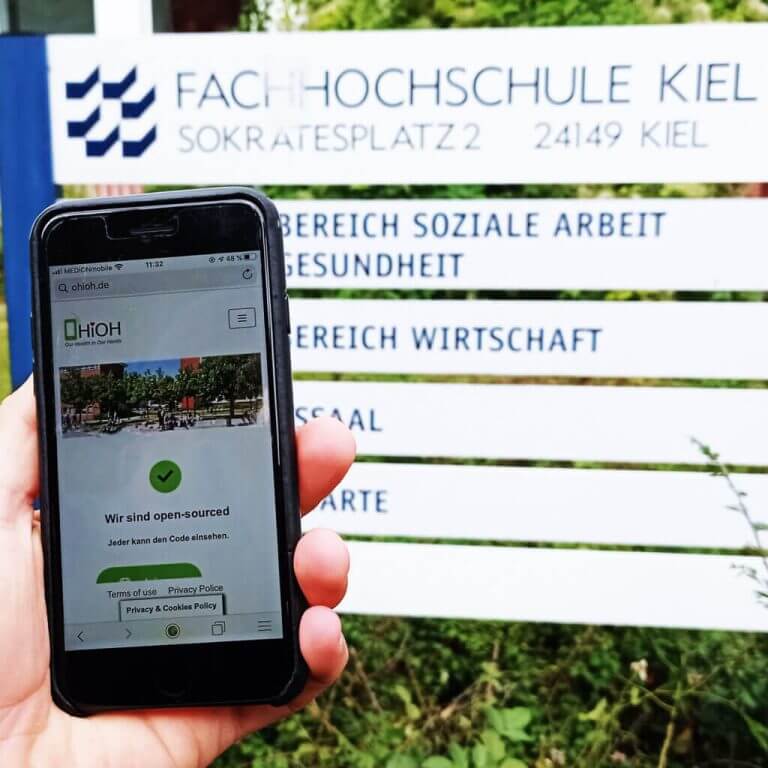 FACHHOCHSCHULE KIEL
SOKRATESPLATZ 2 24149 KIEL
BEREICH SOZIALE ARBEIT
GESUNDHEIT
BEREICH WIRTSCHAFT
SSAAL
ARTE
MEDIONmobile 11:32 48 %
ohioh.de
OHiOH
Our Health in Our Hands
Wir sind open-sourced
Jeder kann den Code einsehen.
Terms of use Privacy Police
Privacy & Cookies Policy